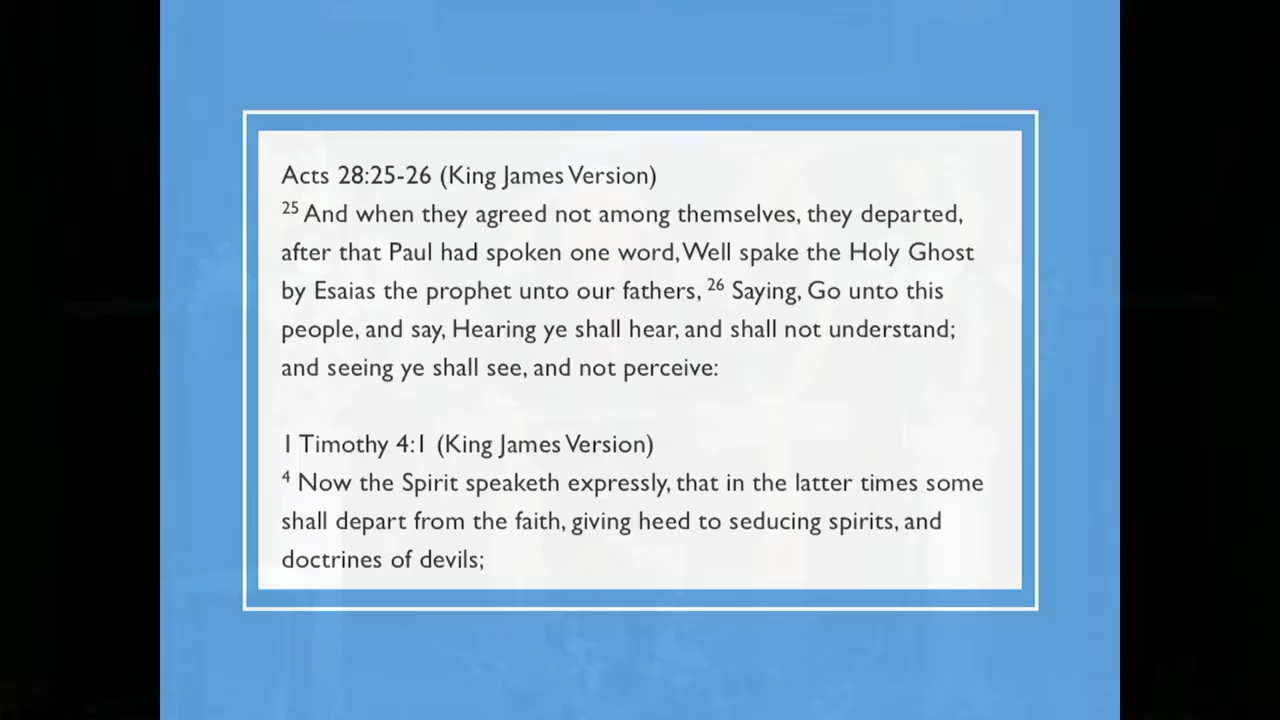 Acts 28:25-26 (King James Version)
25 And when they agreed not among themselves, they departed,
after that Paul had spoken one word, Well spake the Holy Ghost
by Esaias the prophet unto our fathers, 26 Saying, Go unto this
people, and say, Hearing ye shall hear, and shall not understand;
and seeing ye shall see, and not perceive:
1 Timothy 4:1 (King James Version)
4 Now the Spirit speaketh expressly, that in the latter times some
shall depart from the faith, giving heed to seducing spirits, and
doctrines of devils;